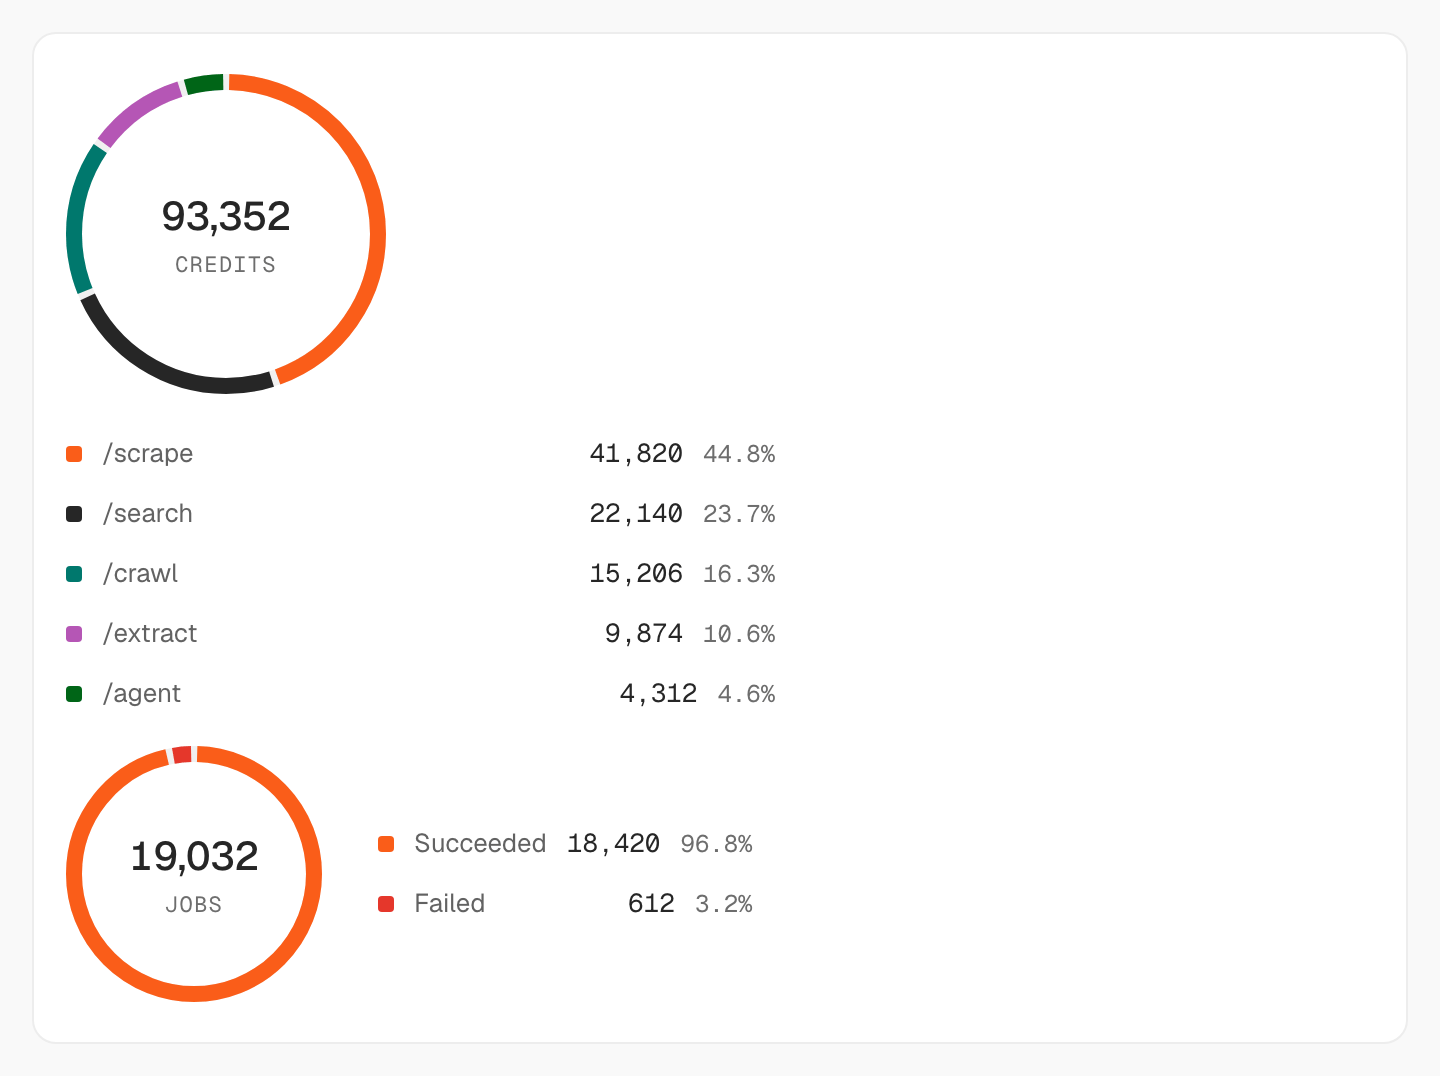 93,352
CREDITS
/scrape 41,820 44.8%
/search 22,140 23.7%
/crawl 15,206 16.3%
/extract 9,874 10.6%
/agent 4,312 4.6%
19,032
JOBS
Succeeded 18,420 96.8%
Failed 612 3.2%